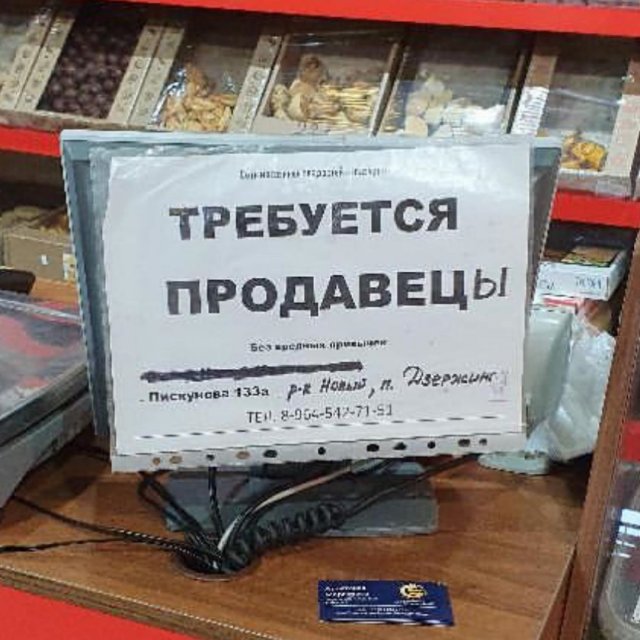 ТРЕБУЕТСЯ
ПРОДАВЕЦЫ
Без вредных привычек
Пискунова 133а р-к Новый, п. Дзержинс
ТЕЛ. 8-964-542-71-51